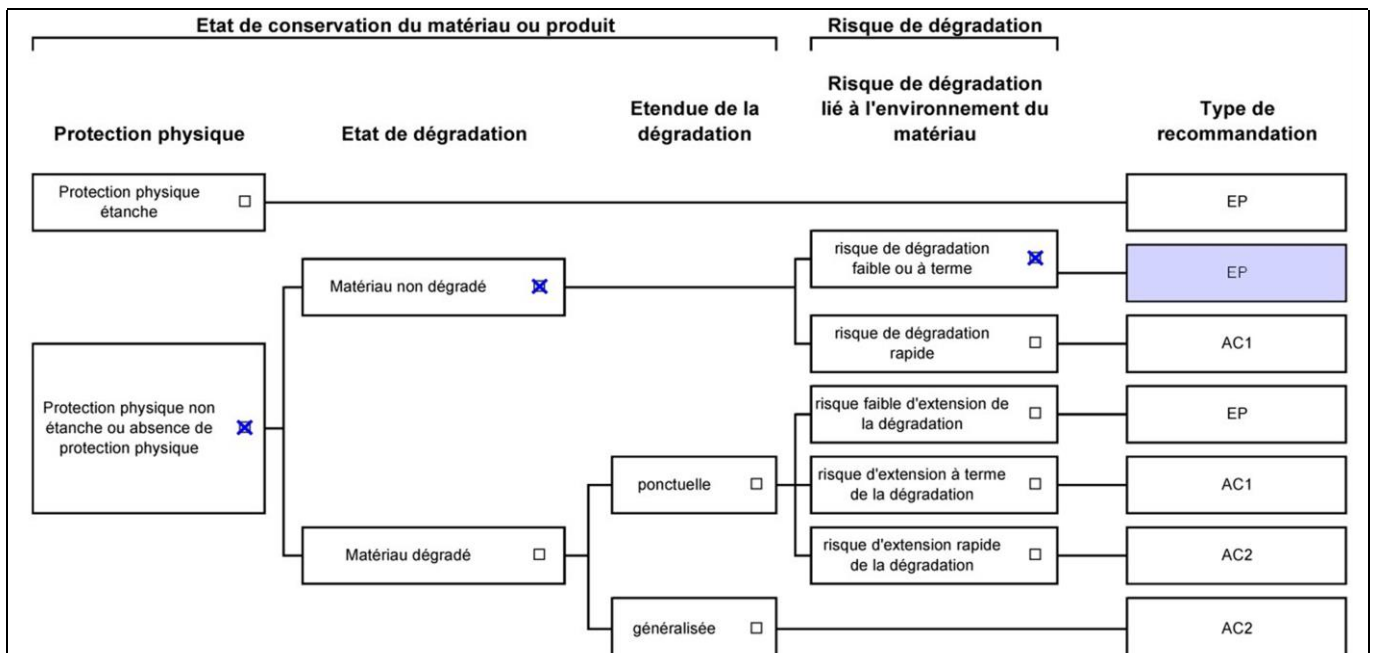 Etat de conservation du matériau ou produit
Risque de dégradation
Protection physique
Etat de dégradation
Etendue de la
dégradation
Risque de dégradation
lié à l'environnement du
matériau
Type de
recommandation
Protection physique
étanche
EP
risque de dégradation
faible ou à terme
EP
Matériau non dégradé
risque de dégradation
rapide
AC1
Protection physique non
étanche ou absence de
protection physique
risque faible d'extension de
la dégradation
EP
ponctuelle
risque d'extension à terme
de la dégradation
AC1
Matériau dégradé
risque d'extension rapide
de la dégradation
AC2
généralisée
AC2